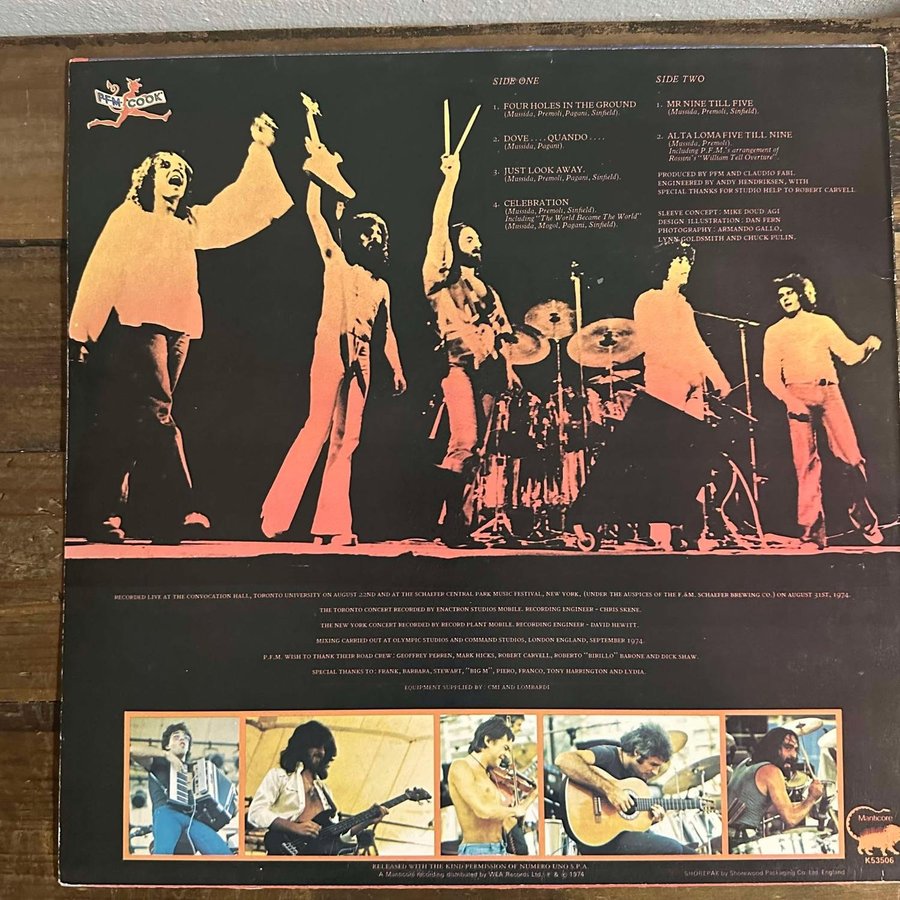 P.F.M. COOK
SIDE ONE
1. FOUR HOLES IN THE GROUND
(Mussida, Premoli, Pagani, Sinfield).
2. DOVE.... QUANDO....
(Mussida, Pagani).
3. JUST LOOK AWAY.
(Mussida, Premoli, Pagani, Sinfield).
4. CELEBRATION
(Mussida, Premoli, Sinfield).
Including "The World Became The World"
(Mussida, Mogol, Pagani, Sinfield).
SIDE TWO
1. MR NINE TILL FIVE
(Mussida, Premoli, Pagani, Sinfield).
2. ALTA LOMA FIVE TILL NINE
(Mussida, Premoli).
Including P.F.M.'s arrangement of
Rossini's "William Tell Overture".
PRODUCED BY PFM AND CLAUDIO FABI.
ENGINEERED BY ANDY HENDRIKSEN, WITH
SPECIAL THANKS FOR STUDIO HELP TO ROBERT CARVELL.
SLEEVE CONCEPT: MIKE DOUD AGI
DESIGN ILLUSTRATION: DAN FERN
PHOTOGRAPHY: ARMANDO GALLO,
LYNN GOLDSMITH AND CHUCK PULIN.
RECORDED LIVE AT THE CONVOCATION HALL, TORONTO UNIVERSITY ON AUGUST 22ND AND AT THE SCHAEFER CENTRAL PARK MUSIC FESTIVAL, NEW YORK, (UNDER THE AUSPICES OF THE F.&M. SCHAEFER BREWING CO.) ON AUGUST 31ST, 1974.
THE TORONTO CONCERT RECORDED BY ENACTRON STUDIOS MOBILE. RECORDING ENGINEER - CHRIS SKENE.
THE NEW YORK CONCERT RECORDED BY RECORD PLANT MOBILE. RECORDING ENGINEER - DAVID HEWITT.
MIXING CARRIED OUT AT OLYMPIC STUDIOS AND COMMAND STUDIOS, LONDON ENGLAND, SEPTEMBER 1974.
P.F.M. WISH TO THANK THEIR ROAD CREW: GEOFFREY PERREN, MARK HICKS, ROBERT CARVELL, ROBERTO "BIRILLO" BARONE AND DICK SHAW.
SPECIAL THANKS TO: FRANK, BARBARA, STEWART, "BIG M", PIERO, FRANCO, TONY HARRINGTON AND LYDIA.
EQUIPMENT SUPPLIED BY: CMI AND LOMBARDI
Manticore
K53506
RELEASED WITH THE KIND PERMISSION OF NUMERO UNO S.P.A.
A Manticore recording distributed by WEA Records Ltd., ℗ & © 1974
SHOREPAK by Shorewood Packaging Co. Ltd. England